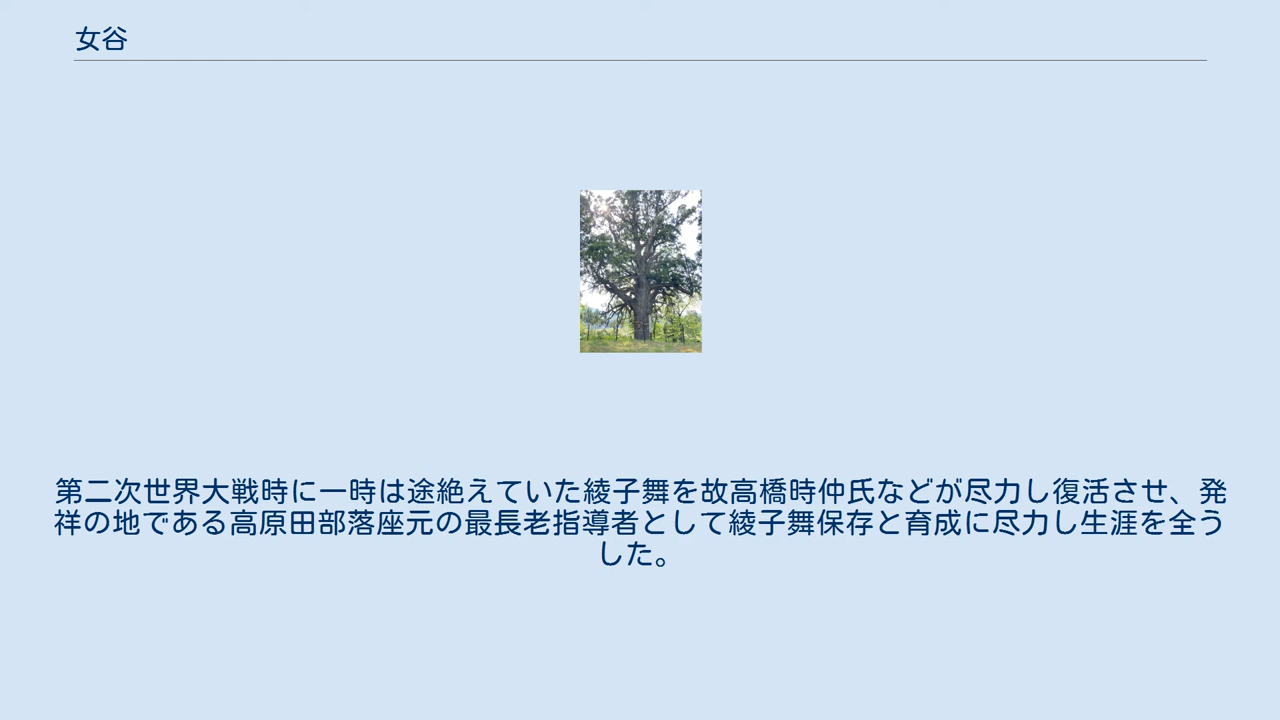 女谷
第二次世界大戦時に一時は途絶えていた綾子舞を故高橋時仲氏などが尽力し復活させ、発
祥の地である高原田部落座元の最長老指導者として綾子舞保存と育成に尽力し生涯を全う
した。